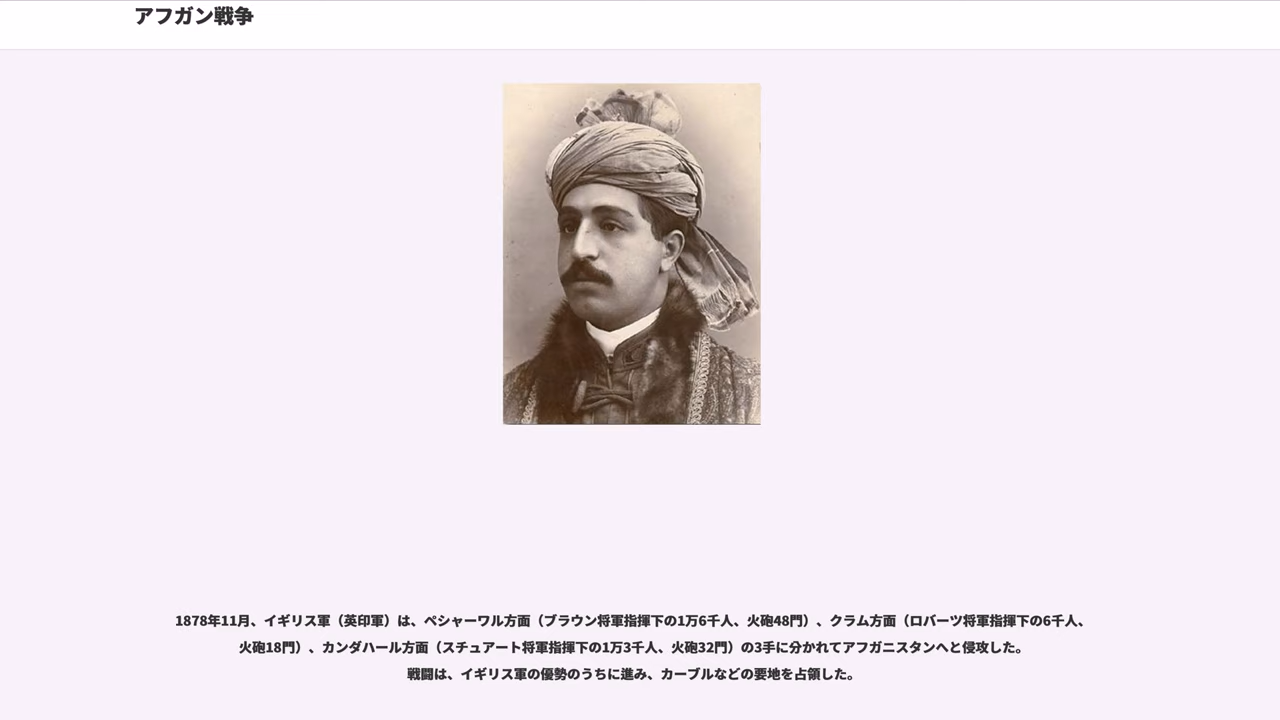 アフガン戦争
1878年11月、イギリス軍（英印軍）は、ペシャーワル方面（ブラウン将軍指揮下の1万6千人、火砲48門）、クラム方面（ロバーツ将軍指揮下の6千人、
火砲18門）、カンダハール方面（スチュアート将軍指揮下の1万3千人、火砲32門）の3手に分かれてアフガニスタンへと侵攻した。
戦闘は、イギリス軍の優勢のうちに進み、カーブルなどの要地を占領した。